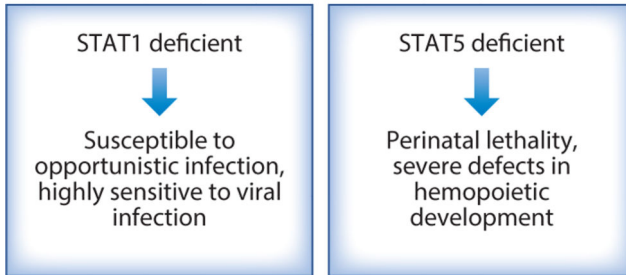 STAT1 deficient
Susceptible to
opportunistic infection,
highly sensitive to viral
infection
STAT5 deficient
Perinatal lethality,
severe defects in
hemopoietic
development